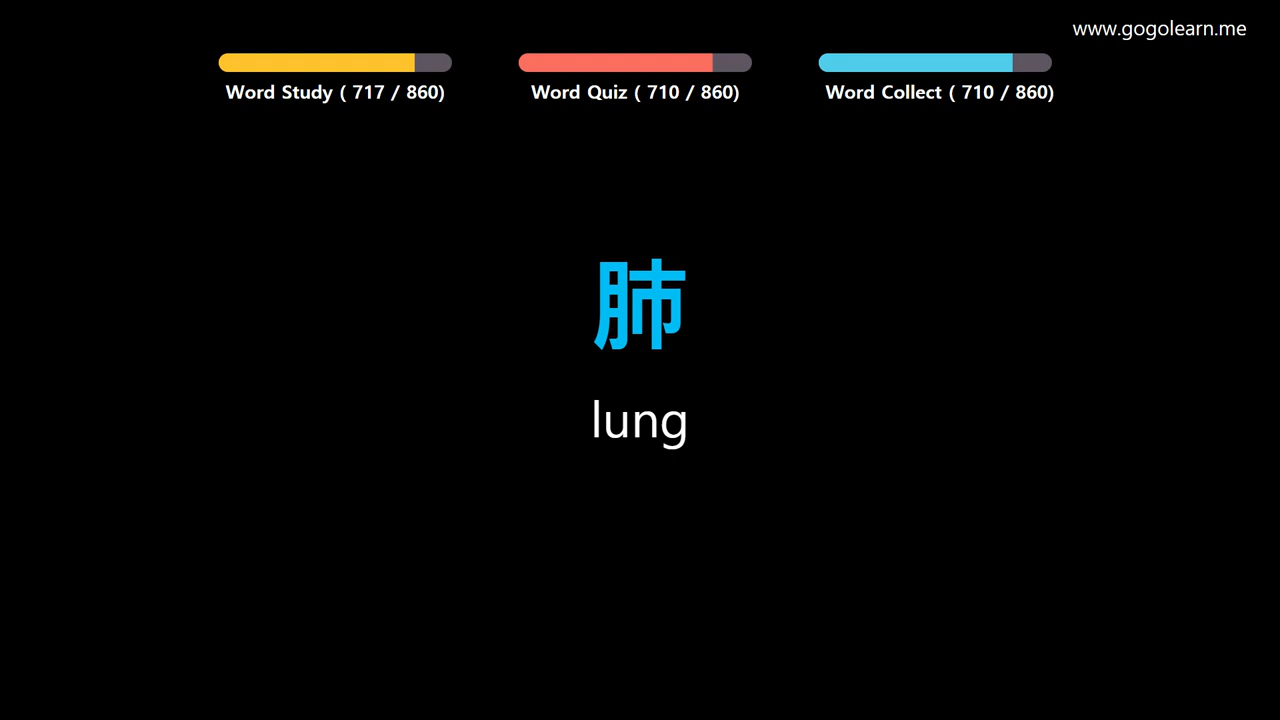 www.gogolearn.me
Word Study ( 717 / 860)
Word Quiz ( 710 / 860)
Word Collect ( 710 / 860)
肺
lung